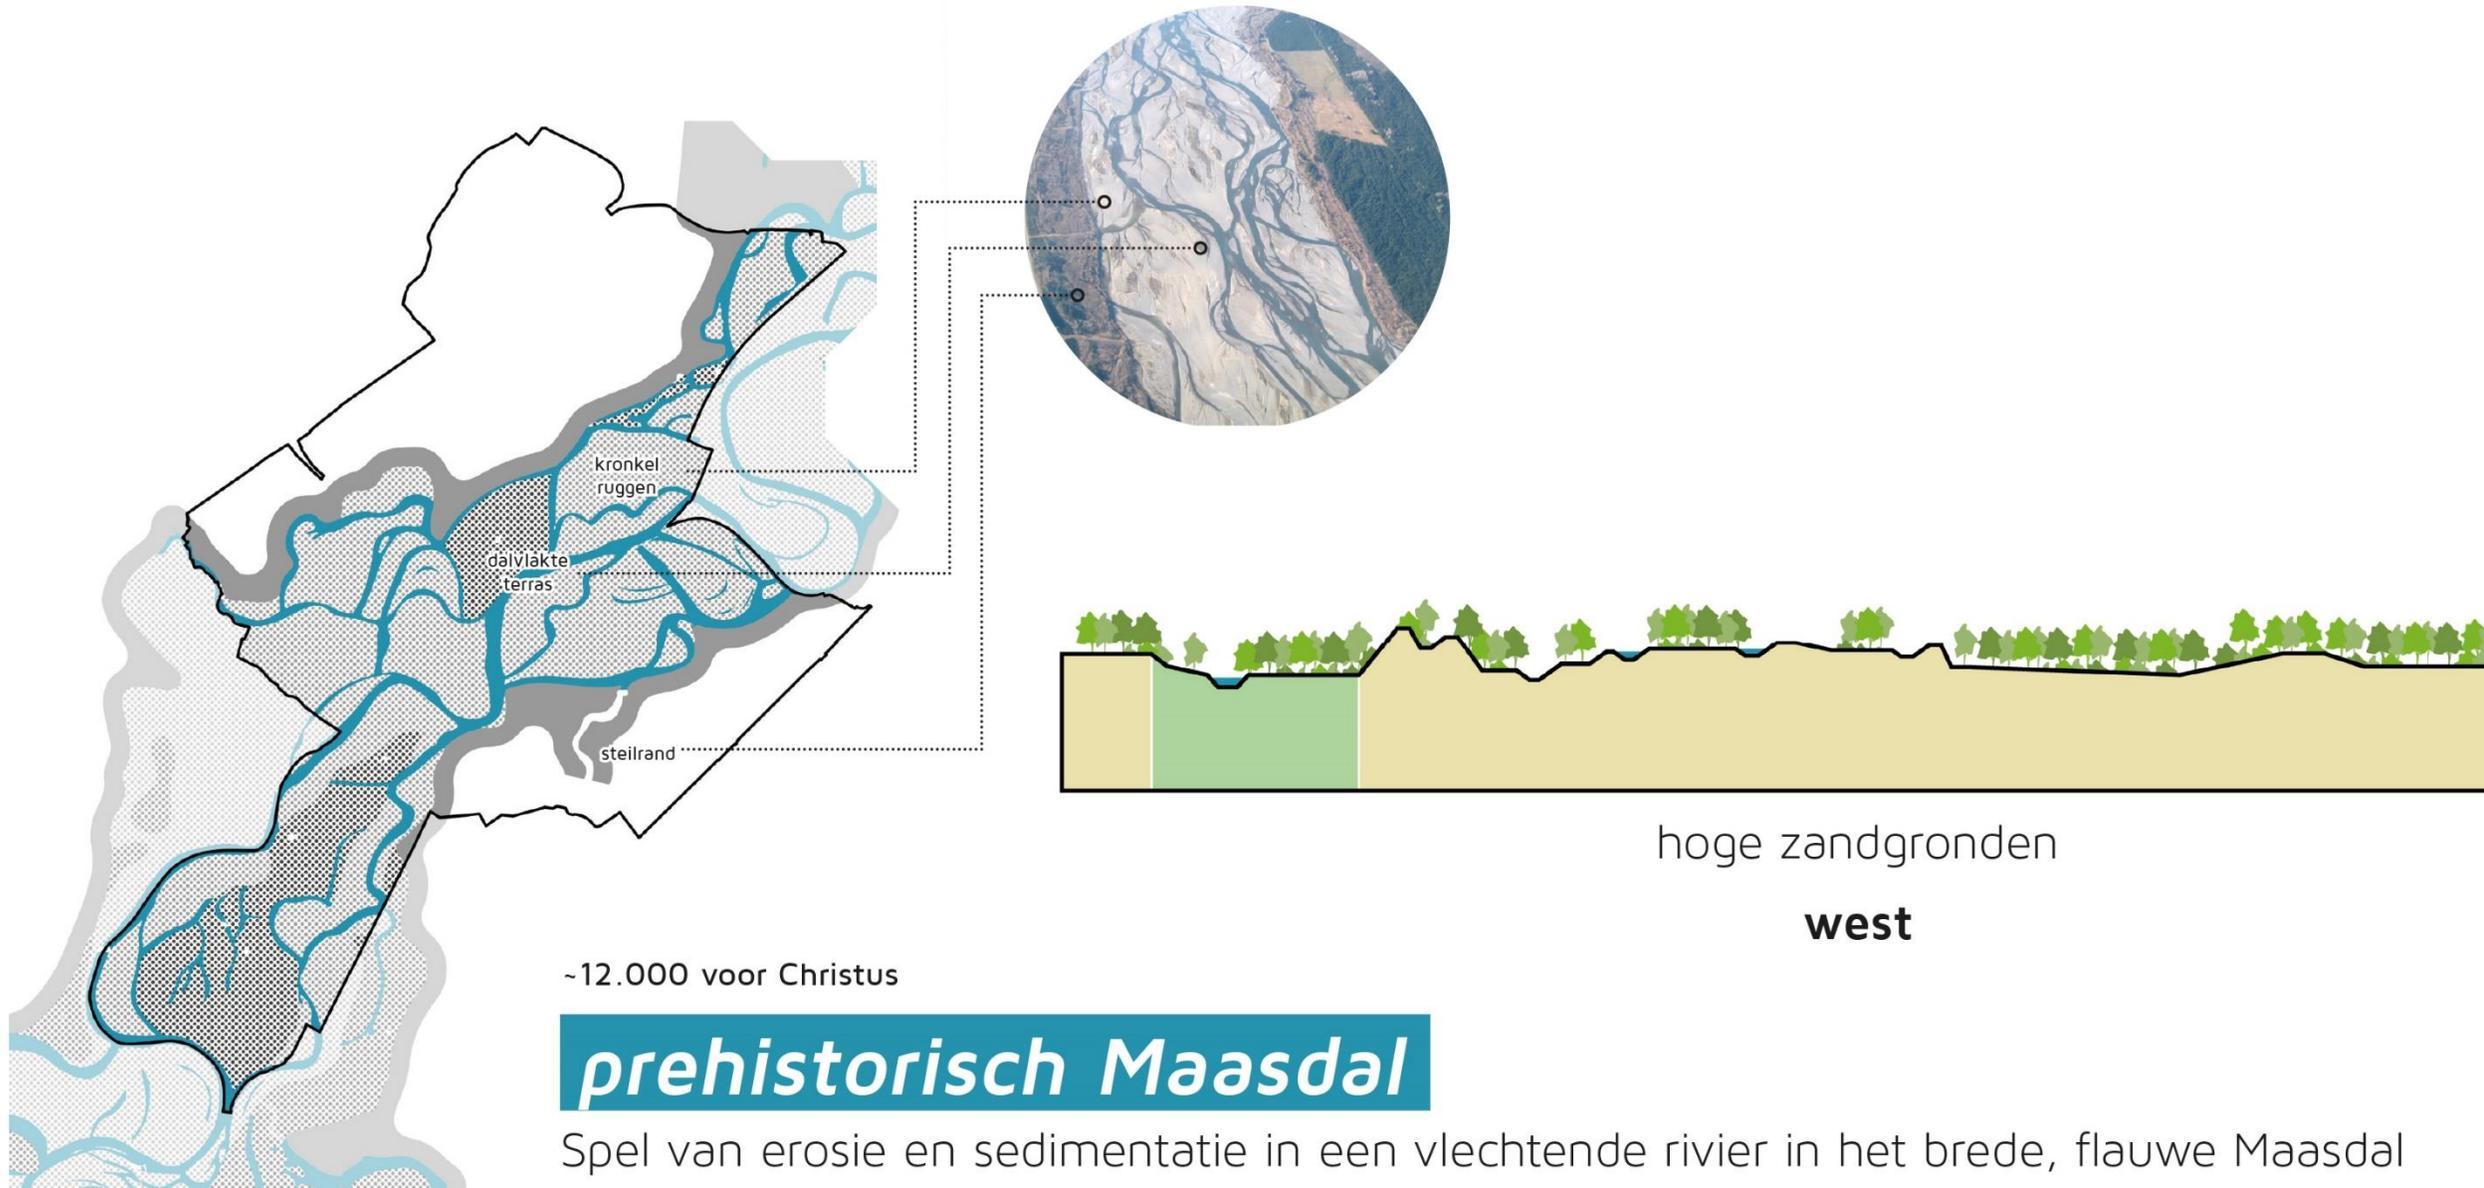 kronkel
ruggen
dalvlakte
terras
steilrand
hoge zandgronden
west
~12.000 voor Christus
prehistorisch Maasdal
Spel van erosie en sedimentatie in een vlechtende rivier in het brede, flauwe Maasdal